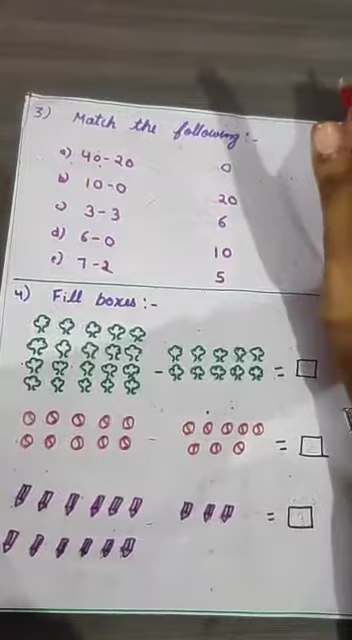 3) Match the following:-
a) 40-20 0
b) 10-0 20
c) 3-3 6
d) 6-0 10
e) 7-2 5
4) Fill boxes:-
- =
- =
- =